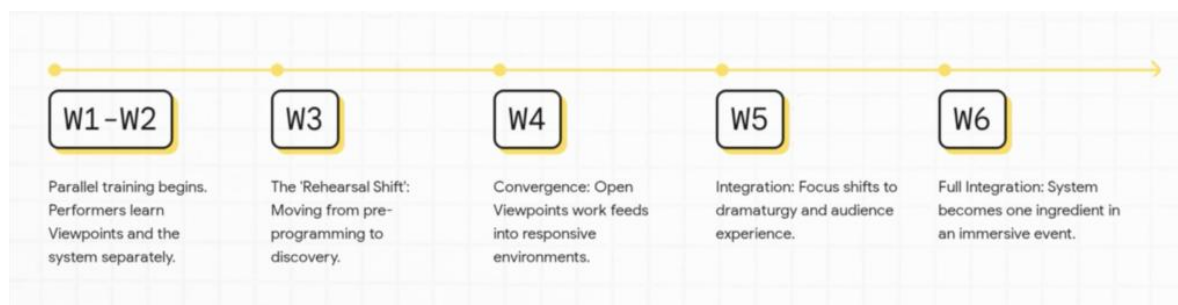 W1-W2
Parallel training begins.
Performers learn
Viewpoints and the
system separately.
W3
The 'Rehearsal Shift':
Moving from pre-
programming to
discovery.
W4
Convergence: Open
Viewpoints work feeds
into responsive
environments.
W5
Integration: Focus shifts to
dramaturgy and audience
experience.
W6
Full Integration: System
becomes one ingredient in
an immersive event.